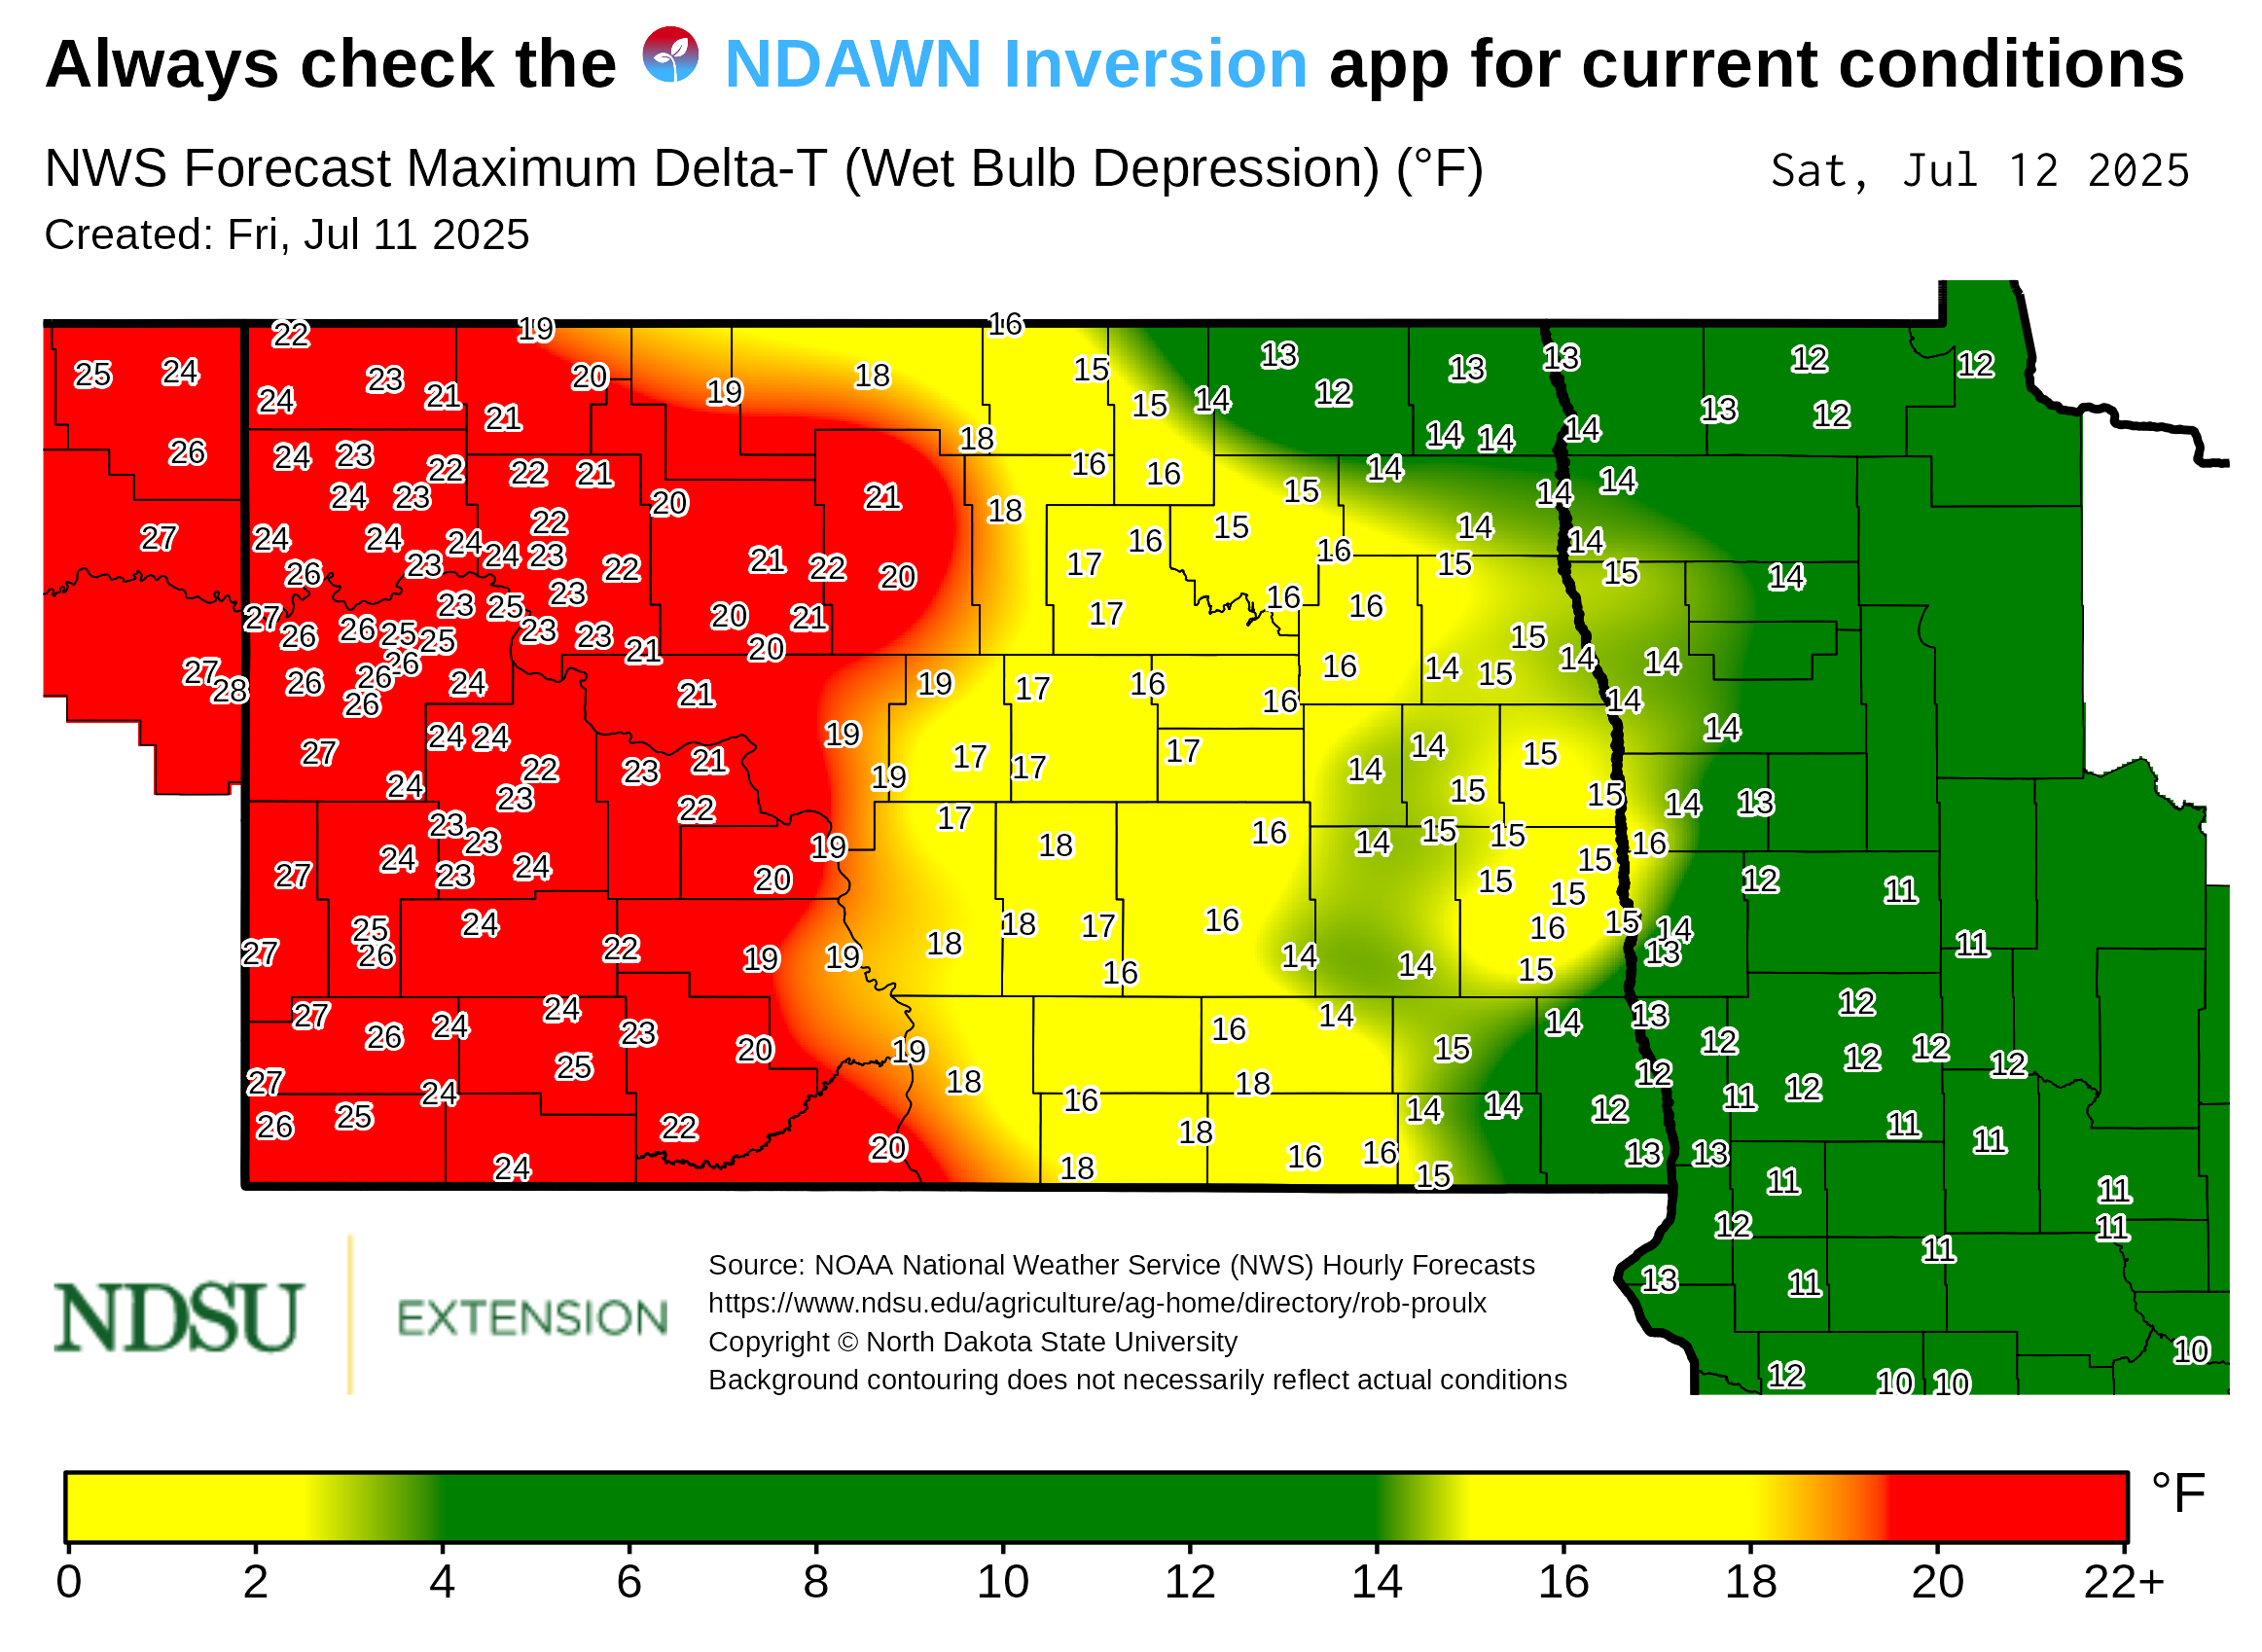 Always check the NDAWN Inversion app for current conditions
NWS Forecast Maximum Delta-T (Wet Bulb Depression) (°F) Sat, Jul 12 2025
Created: Fri, Jul 11 2025
22 19 16
25 24 23 20 18 15 13 13 13 12 12
24 21 21 19 15 14 12 13 12
26 24 23 22 22 21 18 16 16 14 14 14 14
24 23 20 21 18 15 14 14 14
27 24 24 24 22 24 23 16 15 16 14 14
26 23 22 21 22 20 17 15 15 14
27 23 25 23 20 21 17 16 16
26 26 25 25 23 23 21 20 15
27 28 26 26 26 24 21 19 17 16 16 14 15 14 14
26 16 14
27 24 24 22 23 21 19 17 17 17 14 14 15 14
24 23 22 19 15 15 14 13
23 23 19 17 18 16 14 15 15 16
27 24 23 24 20 15 15 15 12 11
25 24 18 17 16 16 15 14
27 26 22 19 19 18 16 14 14 15 13 11
27 26 24 24 23 20 19 16 14 15 14 13 12 12
27 24 25 18 18 12 12 12 12
26 25 22 20 16 18 14 14 12 11 12 11
24 18 18 16 16 15 13 13 11 11
12 11 11
13 11 11
Source: NOAA National Weather Service (NWS) Hourly Forecasts
NDSU EXTENSION
https://www.ndsu.edu/agriculture/ag-home/directory/rob-proulx
Copyright © North Dakota State University
Background contouring does not necessarily reflect actual conditions
12 10 10 10
°F
0 2 4 6 8 10 12 14 16 18 20 22+